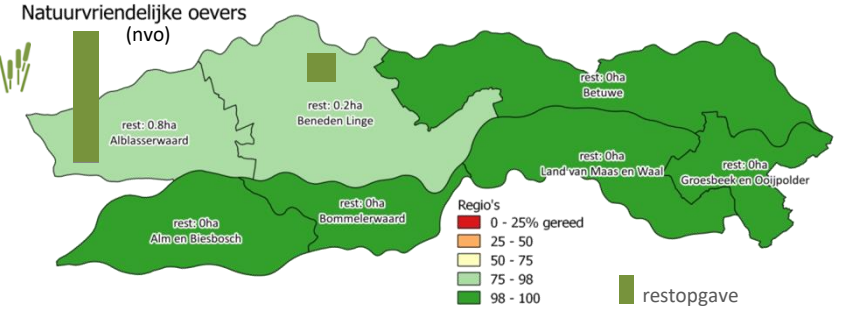 Natuurvriendelijke oevers
(nvo)
rest: 0.8ha
Alblasserwaard
rest: 0.2ha
Beneden Linge
rest: 0ha
Betuwe
rest: 0ha
Land van Maas en Waal
rest: 0ha
Groesbeek en Ooijpolder
rest: 0ha
Bommelerwaard
rest: 0ha
Alm en Biesbosch
Regio's
0 - 25% gereed
25 - 50
50 - 75
75 - 98
98 - 100
restopgave